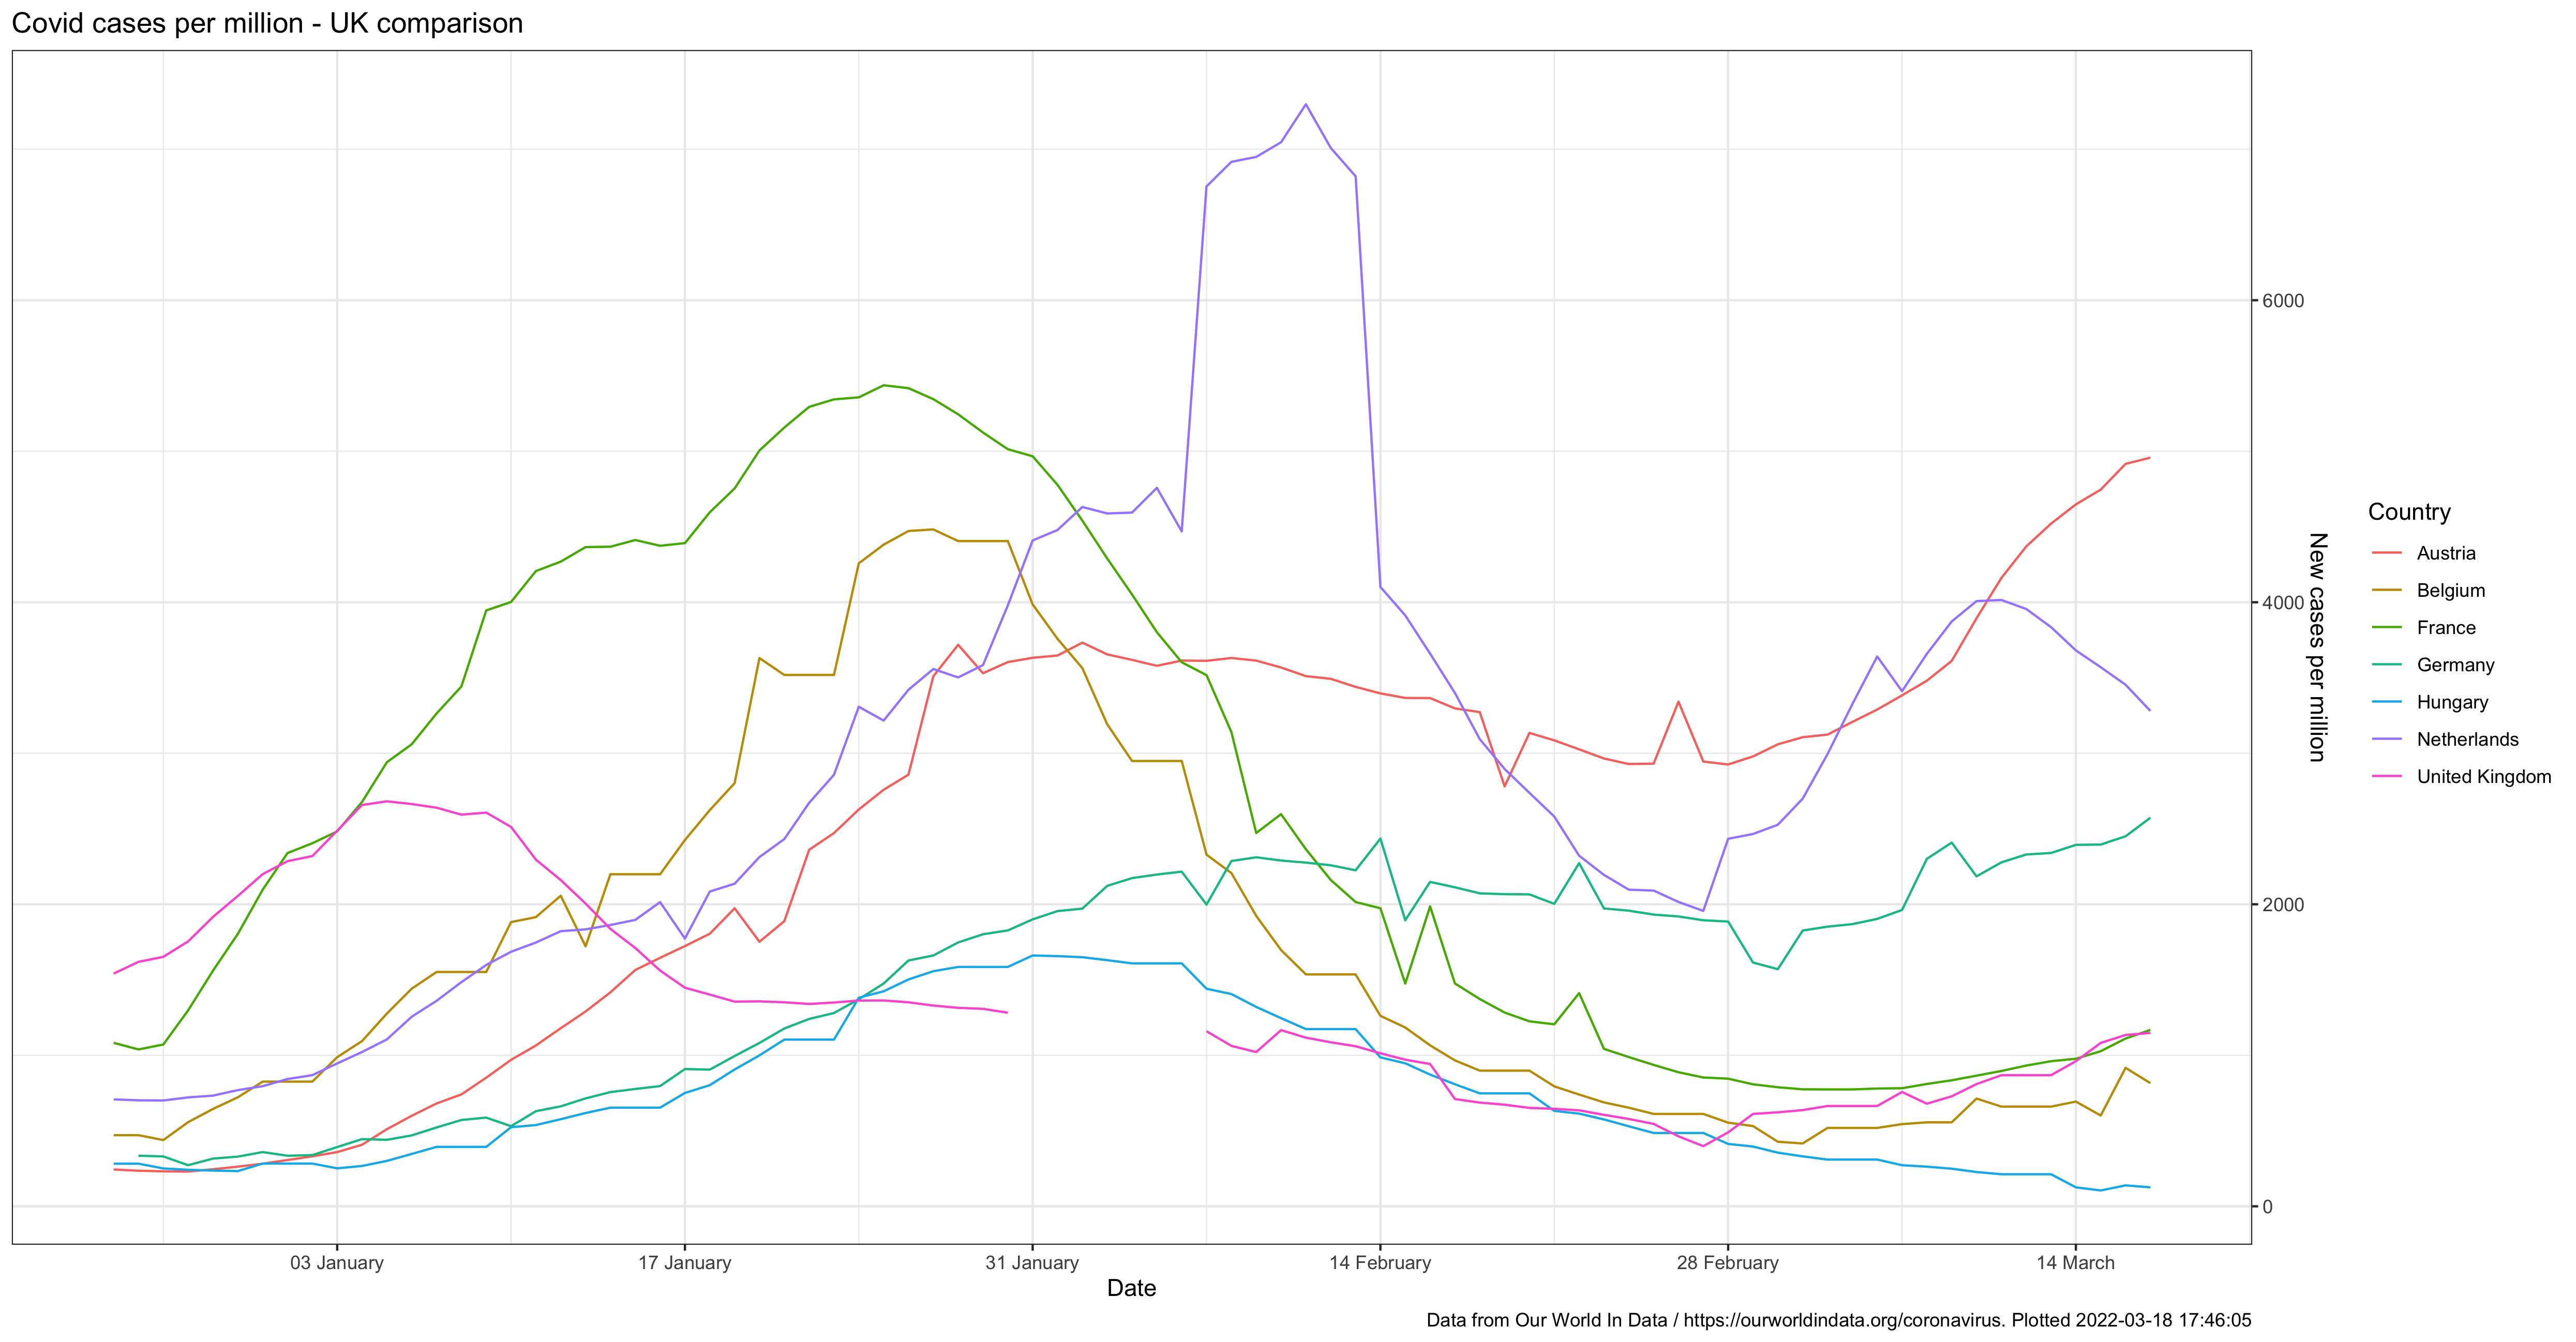 Covid cases per million - UK comparison
6000
4000
2000
0
New cases per million
03 January
17 January
31 January
14 February
28 February
14 March
Date
Country
Austria
Belgium
France
Germany
Hungary
Netherlands
United Kingdom
Data from Our World In Data / https://ourworldindata.org/coronavirus. Plotted 2022-03-18 17:46:05